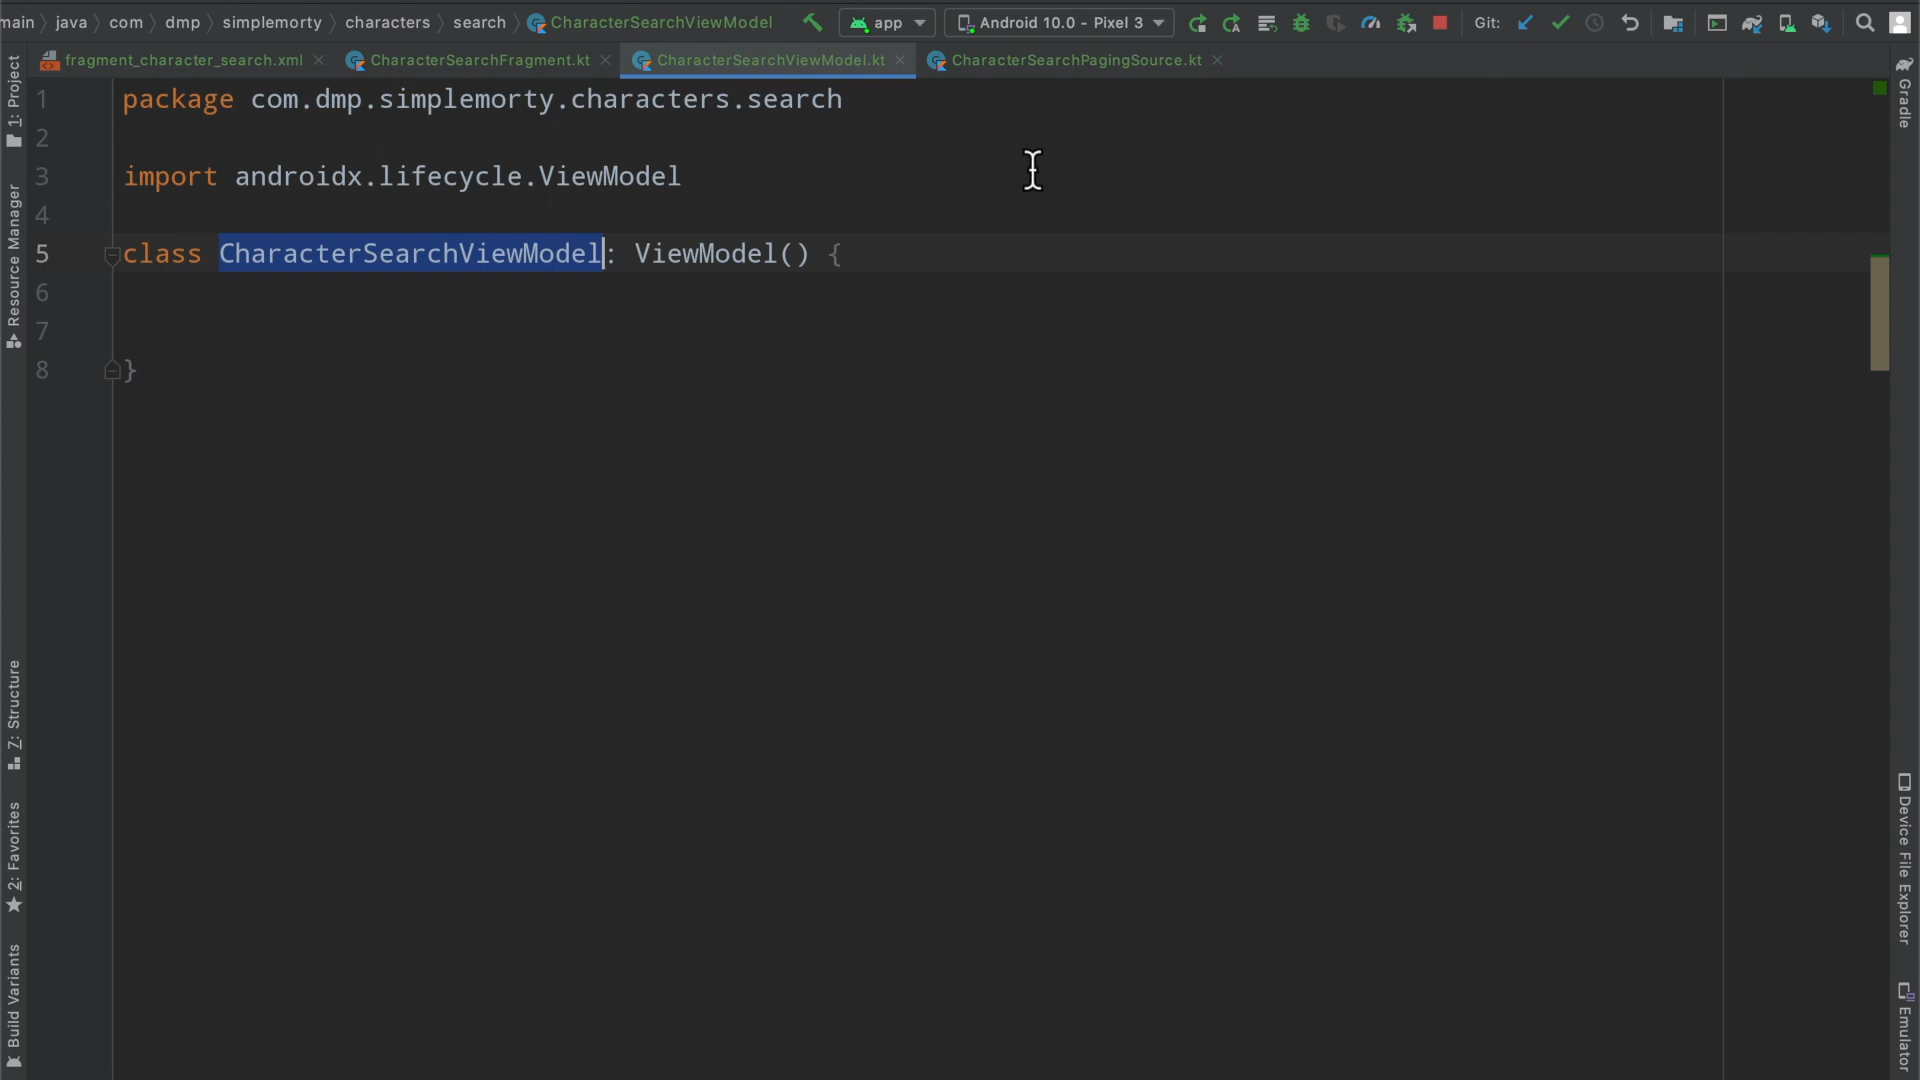 main java com dmp simplemorty characters search CharacterSearchViewModel app Android 10.0 - Pixel 3 Git:
fragment_character_search.xml CharacterSearchFragment.kt CharacterSearchViewModel.kt CharacterSearchPagingSource.kt
1 package com.dmp.simplemorty.characters.search
2
3 import androidx.lifecycle.ViewModel
4
5 class CharacterSearchViewModel: ViewModel() {
6
7
8 }
1: Project
Resource Manager
Z: Structure
2: Favorites
Build Variants
Gradle
Device File Explorer
Emulator